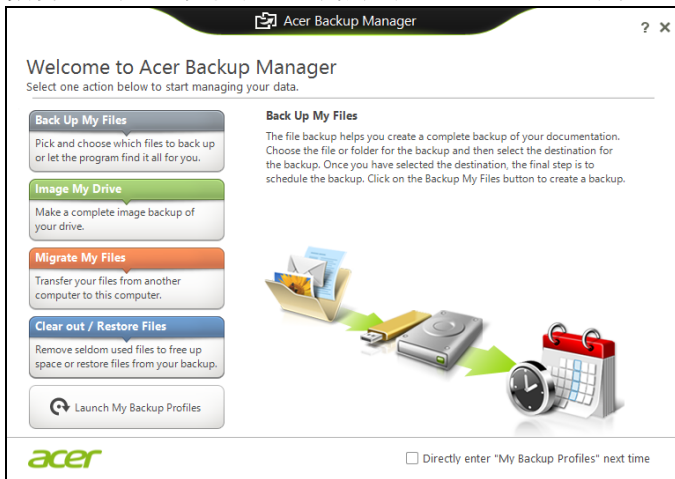 Acer Backup Manager
? ×
Welcome to Acer Backup Manager
Select one action below to start managing your data.
Back Up My Files
Pick and choose which files to back up
or let the program find it all for you.
Image My Drive
Make a complete image backup of
your drive.
Migrate My Files
Transfer your files from another
computer to this computer.
Clear out / Restore Files
Remove seldom used files to free up
space or restore files from your backup.
Launch My Backup Profiles
Back Up My Files
The file backup helps you create a complete backup of your documentation.
Choose the file or folder for the backup and then select the destination for
the backup. Once you have selected the destination, the final step is to
schedule the backup. Click on the Backup My Files button to create a backup.
acer
Directly enter "My Backup Profiles" next time